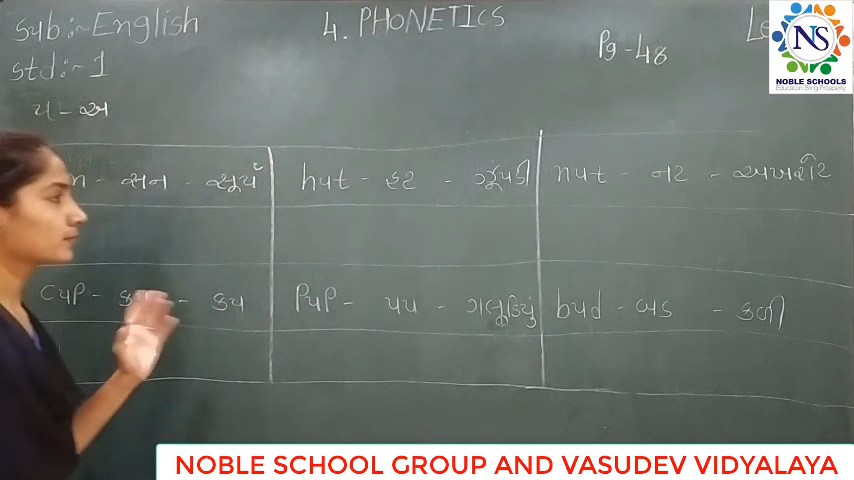 Sub:- English
4. PHONETICS
Pg - 48
Std:- 1
u - અ
સન - સૂર્ય
hut - હટ - ઝૂંપડી
nut - નટ - અખરોટ
Cup - કપ
Pup - પપ - ગલૂડિયું
bud - બડ - કળી
NS
NOBLE SCHOOLS
Education Bring Prosperity
NOBLE SCHOOL GROUP AND VASUDEV VIDYALAYA